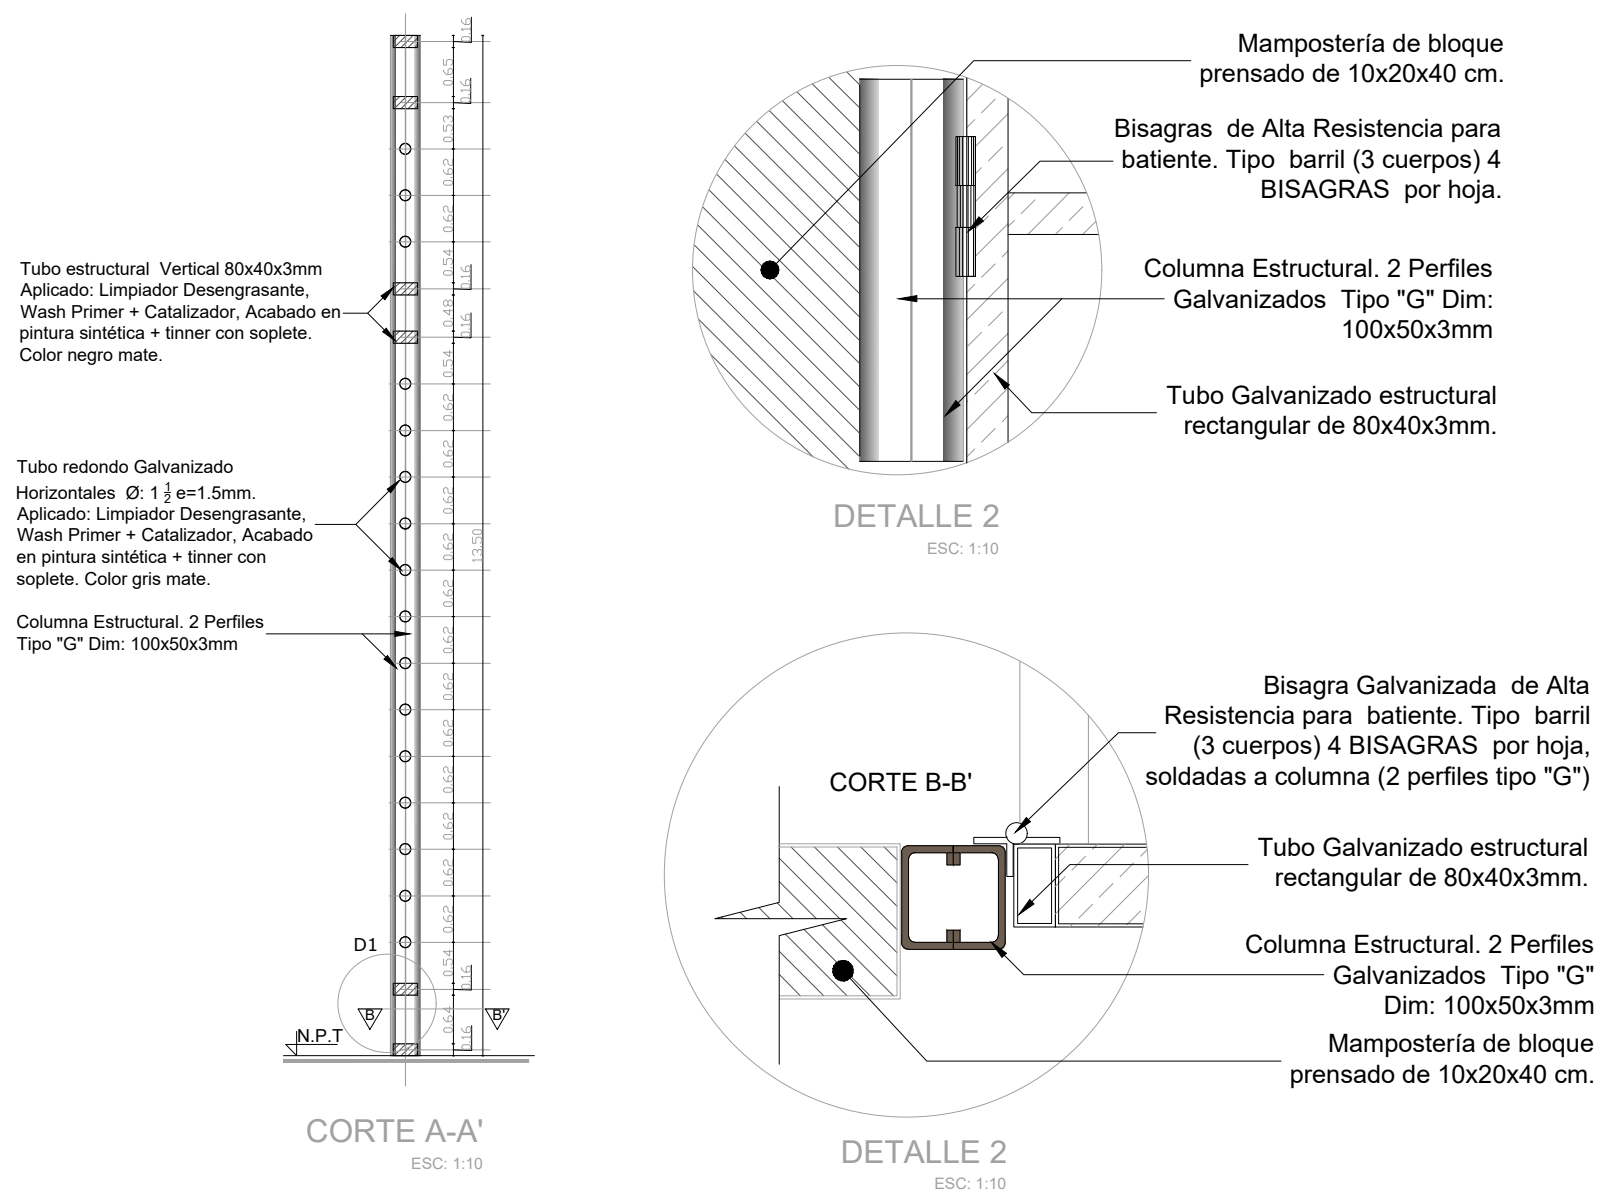 Tubo estructural Vertical 80x40x3mm
Aplicado: Limpiador Desengrasante,
Wash Primer + Catalizador, Acabado en
pintura sintética + tinner con soplete.
Color negro mate.
Tubo redondo Galvanizado
Horizontales Ø: 1 1/2 e=1.5mm.
Aplicado: Limpiador Desengrasante,
Wash Primer + Catalizador, Acabado
en pintura sintética + tinner con
soplete. Color gris mate.
Columna Estructural. 2 Perfiles
Tipo "G" Dim: 100x50x3mm
0.16
0.65
0.16
0.53
0.62
0.62
0.54
0.16
0.48
0.16
0.54
0.62
0.62
0.62
0.62
0.62
0.62
0.62
0.62
0.62
0.62
0.62
0.62
0.54
0.16
0.64
0.16
13.50
D1
B
B'
N.P.T
CORTE A-A'
ESC: 1:10
Mampostería de bloque
prensado de 10x20x40 cm.
Bisagras de Alta Resistencia para
batiente. Tipo barril (3 cuerpos) 4
BISAGRAS por hoja.
Columna Estructural. 2 Perfiles
Galvanizados Tipo "G" Dim:
100x50x3mm
Tubo Galvanizado estructural
rectangular de 80x40x3mm.
DETALLE 2
ESC: 1:10
CORTE B-B'
Bisagra Galvanizada de Alta
Resistencia para batiente. Tipo barril
(3 cuerpos) 4 BISAGRAS por hoja,
soldadas a columna (2 perfiles tipo "G")
Tubo Galvanizado estructural
rectangular de 80x40x3mm.
Columna Estructural. 2 Perfiles
Galvanizados Tipo "G"
Dim: 100x50x3mm
Mampostería de bloque
prensado de 10x20x40 cm.
DETALLE 2
ESC: 1:10